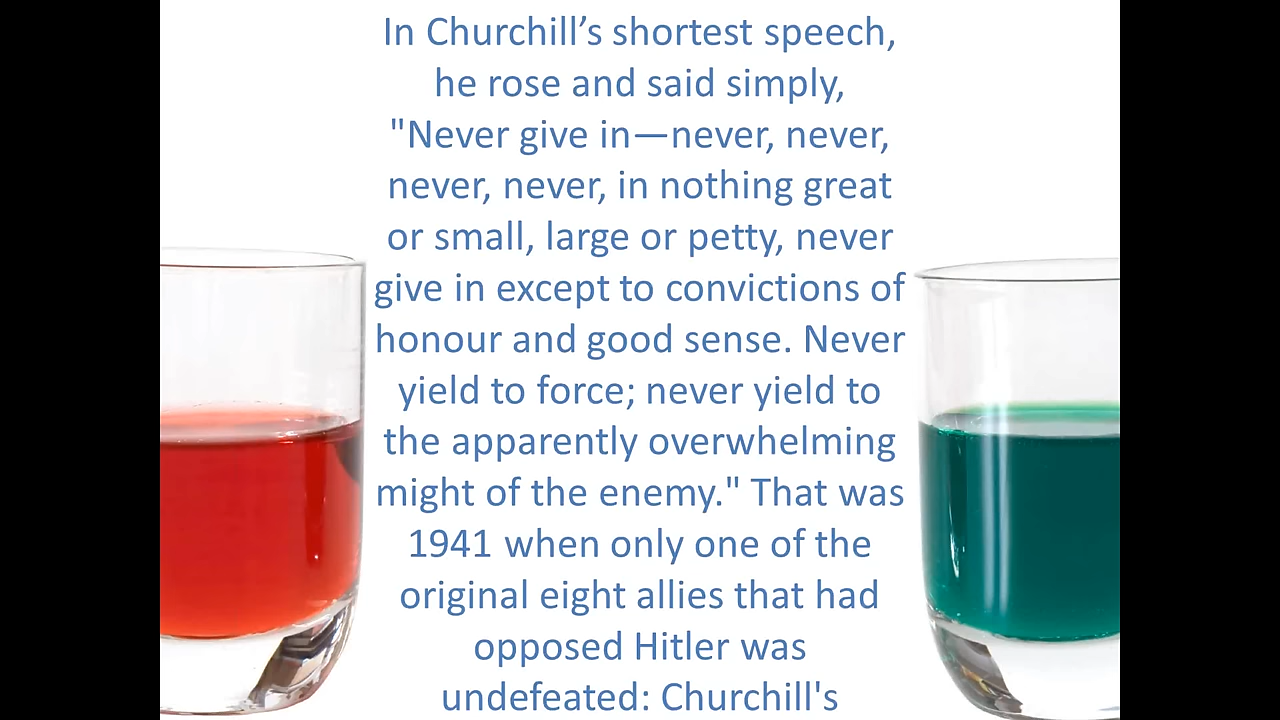 In Churchill’s shortest speech,
he rose and said simply,
"Never give in—never, never,
never, never, in nothing great
or small, large or petty, never
give in except to convictions of
honour and good sense. Never
yield to force; never yield to
the apparently overwhelming
might of the enemy." That was
1941 when only one of the
original eight allies that had
opposed Hitler was
undefeated: Churchill's